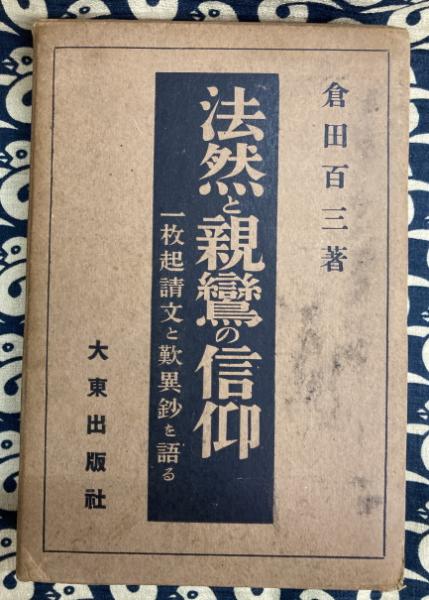 倉田百三著
法然と親鸞の信仰
一枚起請文と歎異鈔を語る
大東出版社